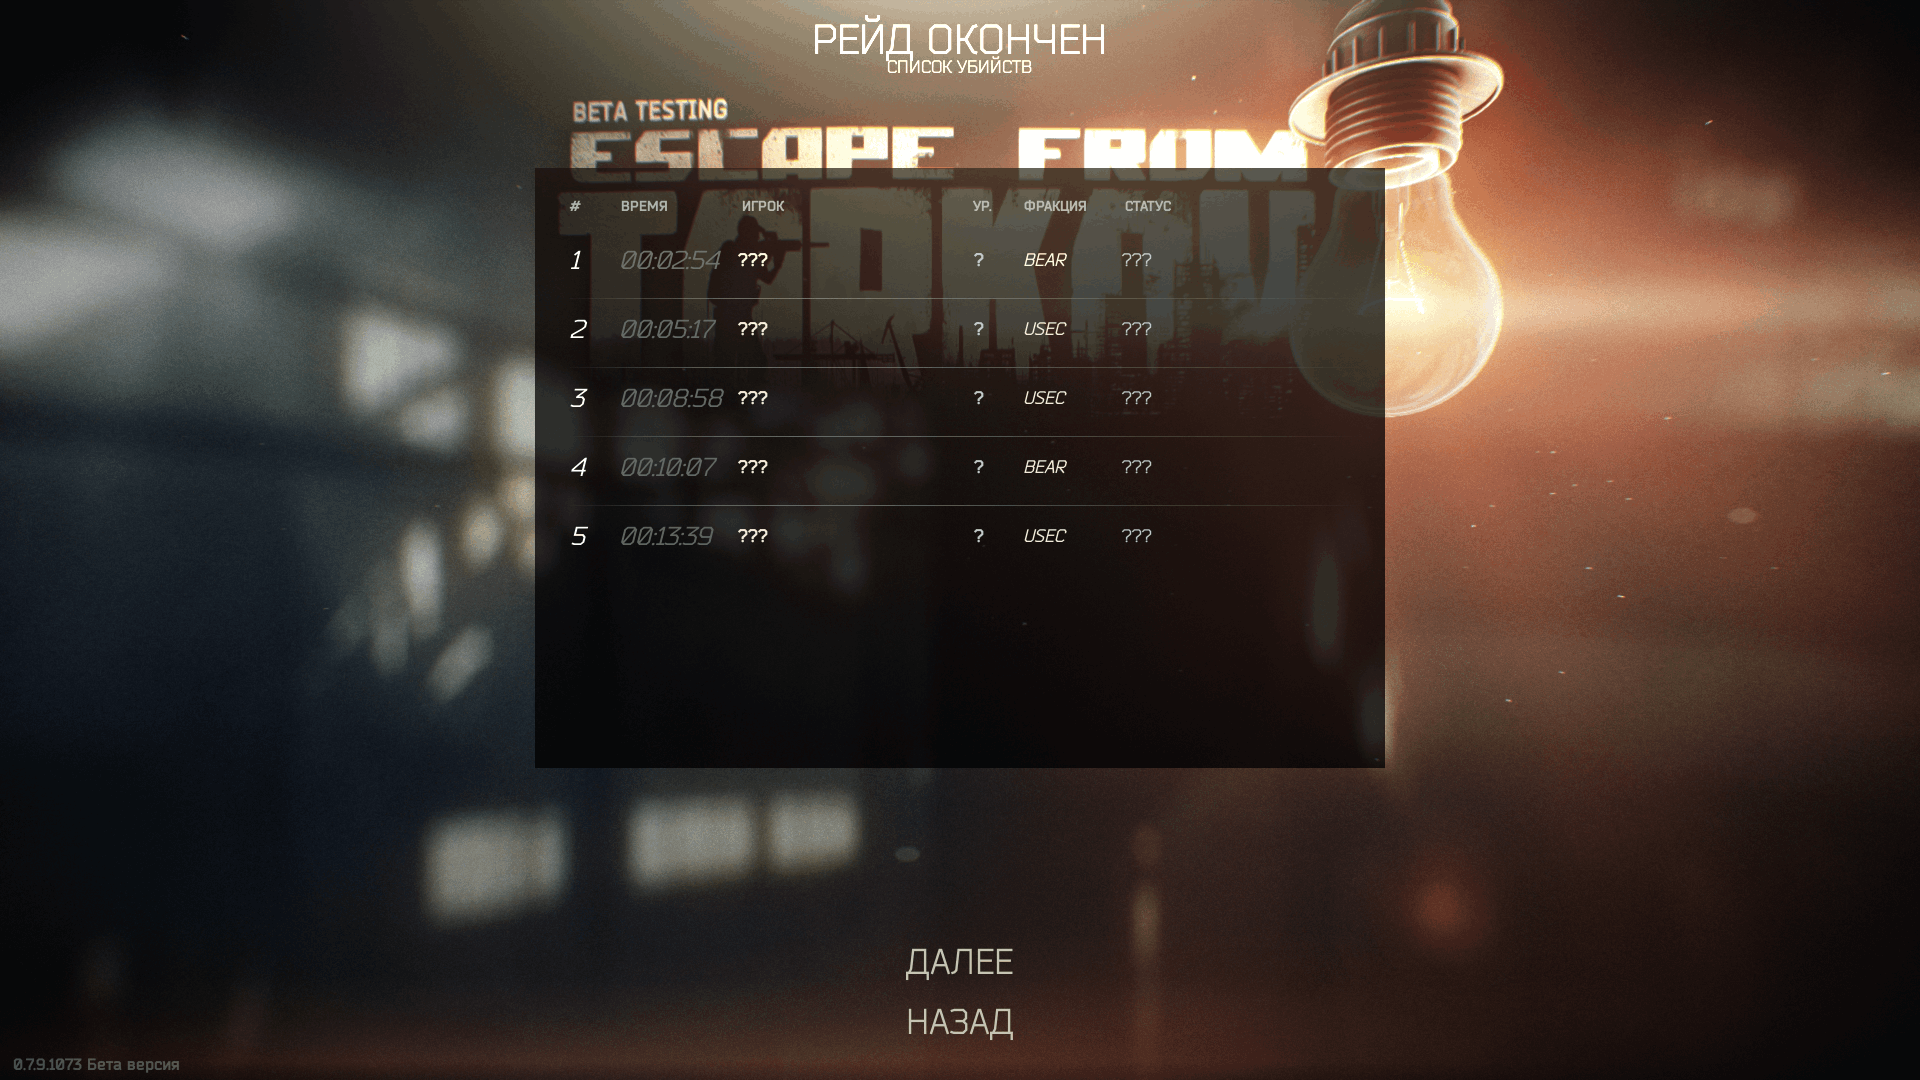 РЕЙД ОКОНЧЕН
СПИСОК УБИЙСТВ
BETA TESTING
ESCAPE FROM
TARKOV
# ВРЕМЯ ИГРОК УР. ФРАКЦИЯ СТАТУС
1 00:02:54 ??? ? BEAR ???
2 00:05:17 ??? ? USEC ???
3 00:08:58 ??? ? USEC ???
4 00:10:07 ??? ? BEAR ???
5 00:13:39 ??? ? USEC ???
ДАЛЕЕ
НАЗАД
0.7.9.1073 Бета версия